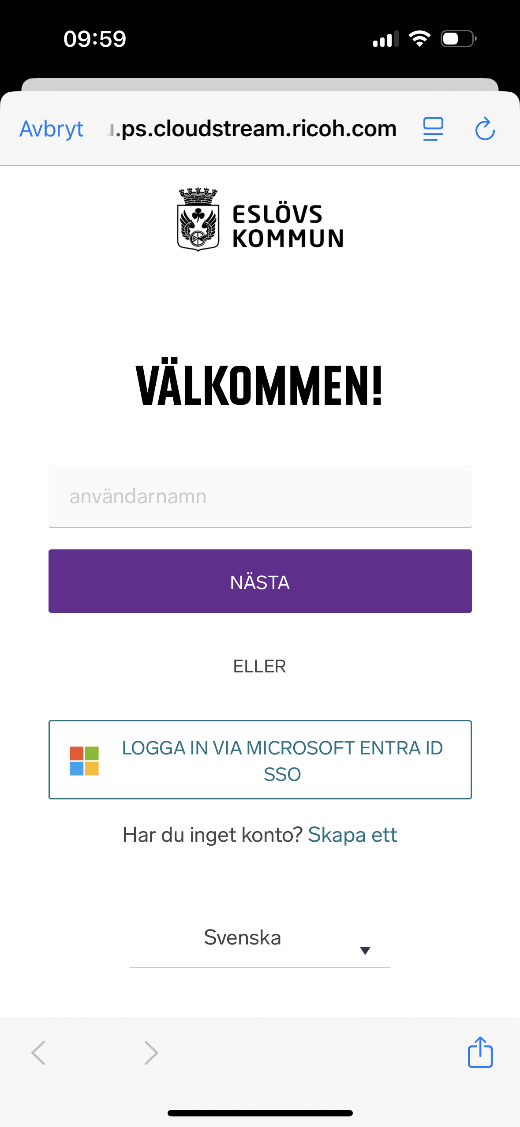 09:59
Avbryt
.ps.cloudstream.ricoh.com
ESLÖVS
KOMMUN
VÄLKOMMEN!
användarnamn
NÄSTA
ELLER
LOGGA IN VIA MICROSOFT ENTRA ID
SSO
Har du inget konto? Skapa ett
Svenska